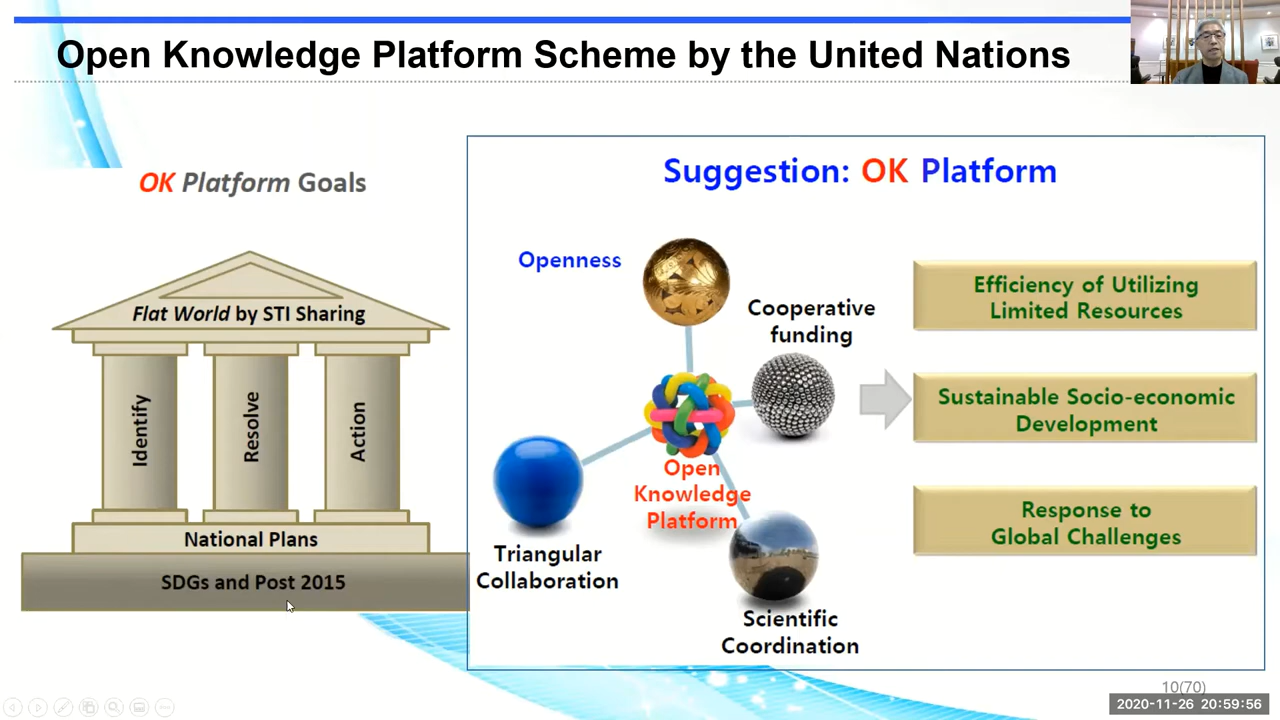 Open Knowledge Platform Scheme by the United Nations
OK Platform Goals
Flat World by STI Sharing
Identify
Resolve
Action
National Plans
SDGs and Post 2015
Suggestion: OK Platform
Openness
Cooperative
funding
Open
Knowledge
Platform
Triangular
Collaboration
Scientific
Coordination
Efficiency of Utilizing
Limited Resources
Sustainable Socio-economic
Development
Response to
Global Challenges
10(70)
2020-11-26 20:59:56